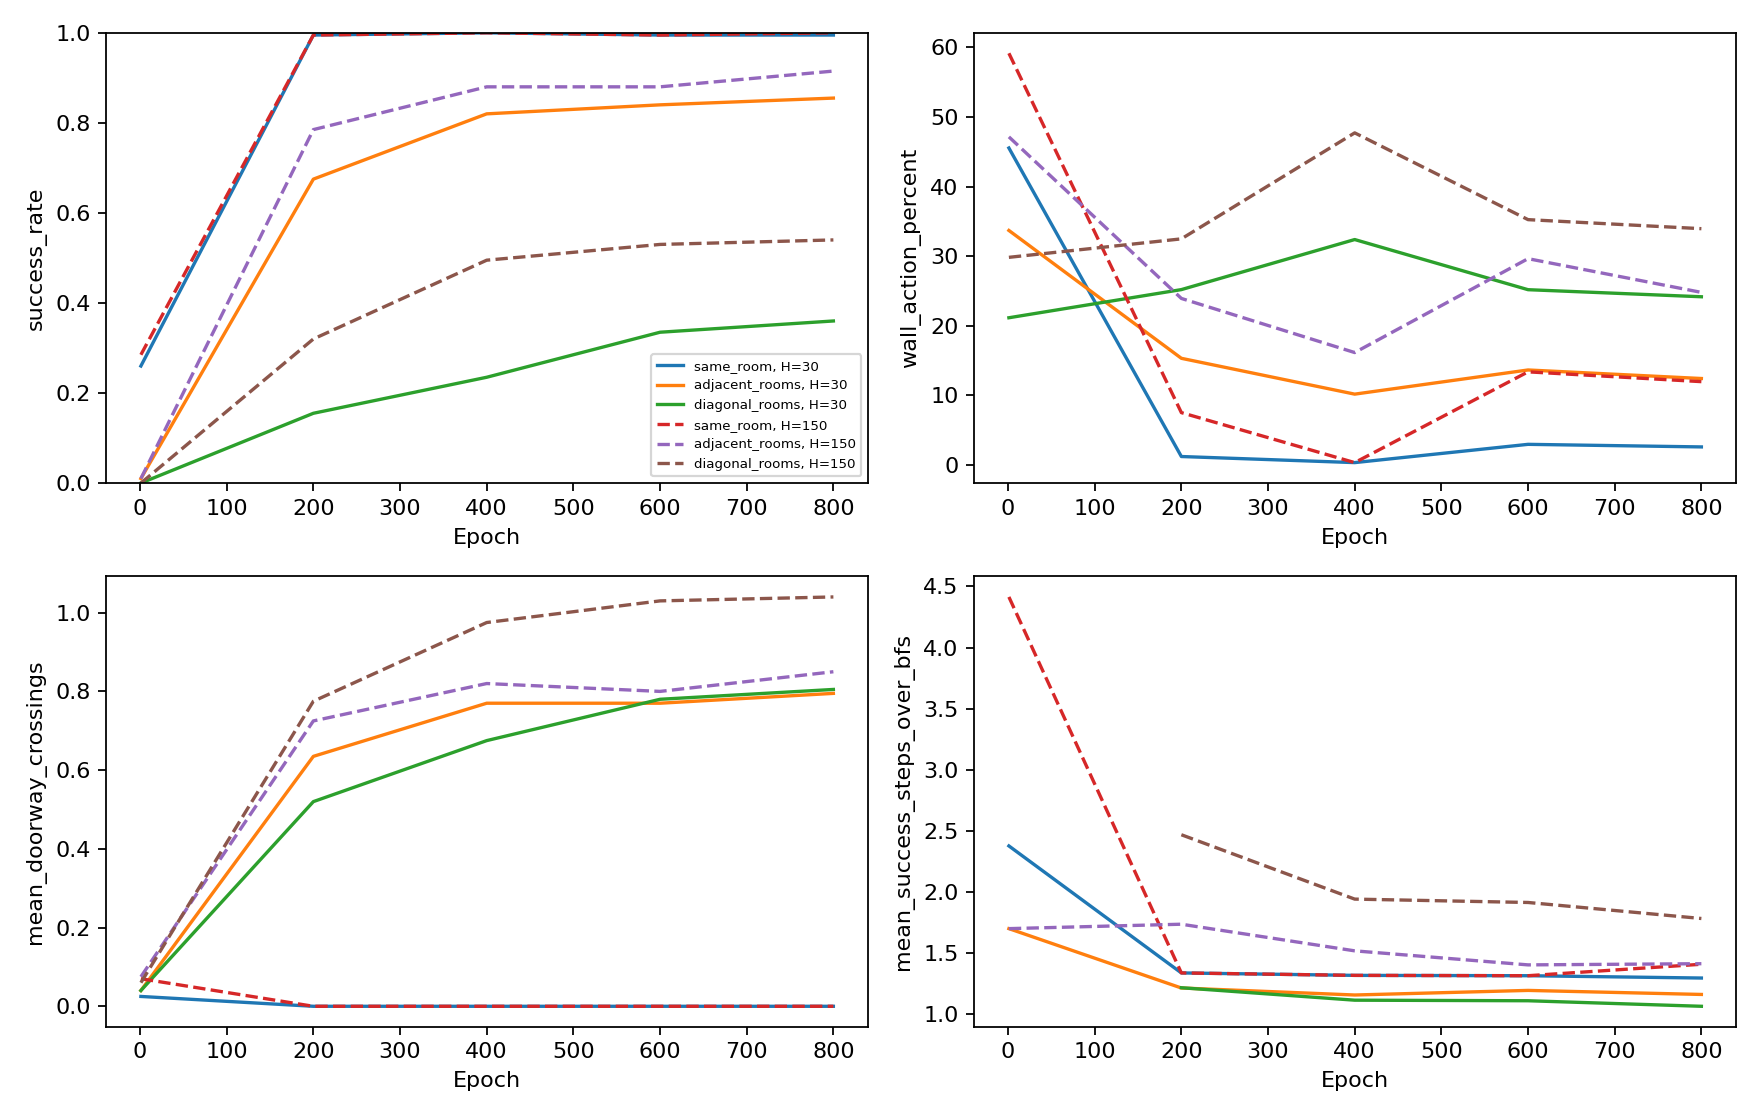 success_rate
1.0
0.8
0.6
0.4
0.2
0.0
0 100 200 300 400 500 600 700 800
Epoch
same_room, H=30
adjacent_rooms, H=30
diagonal_rooms, H=30
same_room, H=150
adjacent_rooms, H=150
diagonal_rooms, H=150
wall_action_percent
60
50
40
30
20
10
0
0 100 200 300 400 500 600 700 800
Epoch
mean_doorway_crossings
1.0
0.8
0.6
0.4
0.2
0.0
0 100 200 300 400 500 600 700 800
Epoch
mean_success_steps_over_bfs
4.5
4.0
3.5
3.0
2.5
2.0
1.5
1.0
0 100 200 300 400 500 600 700 800
Epoch